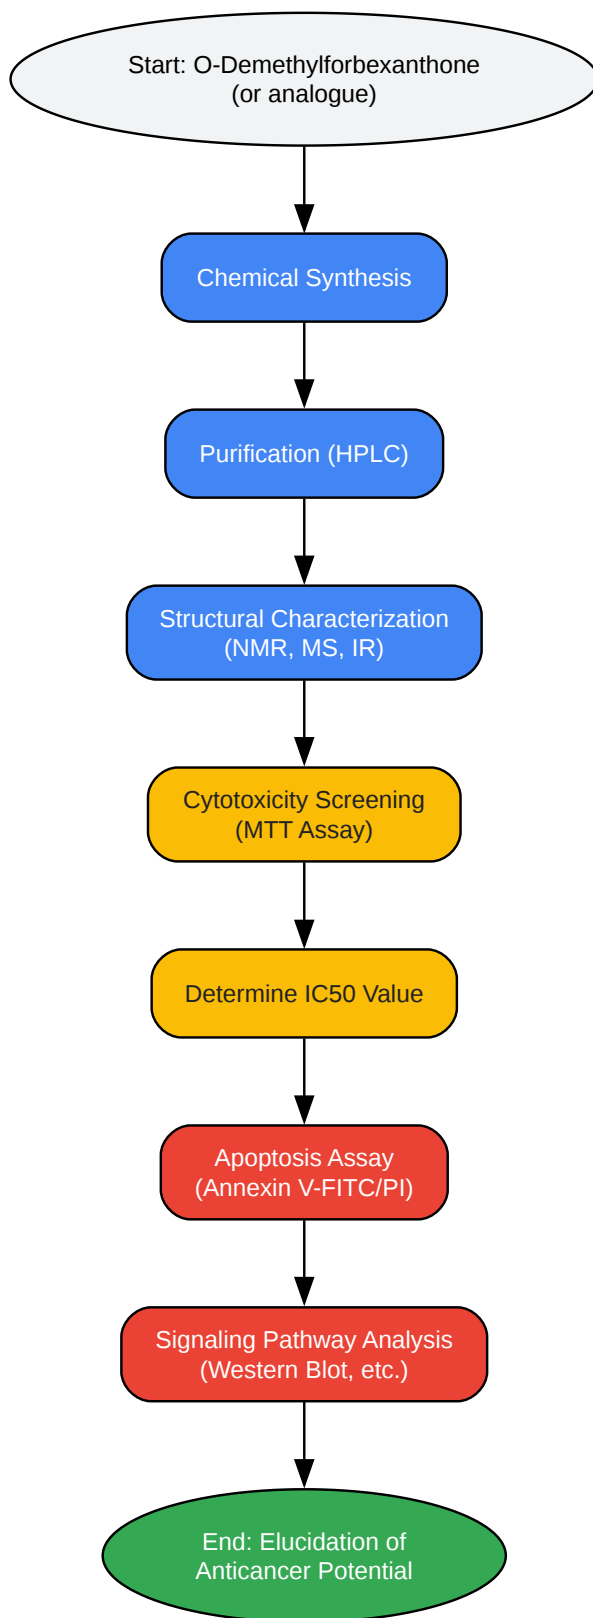 Start: O-Demethylforbexanthone
(or analogue)
Chemical Synthesis
Purification (HPLC)
Structural Characterization
(NMR, MS, IR)
Cytotoxicity Screening
(MTT Assay)
Determine IC50 Value
Apoptosis Assay
(Annexin V-FITC/PI)
Signaling Pathway Analysis
(Western Blot, etc.)
End: Elucidation of
Anticancer Potential